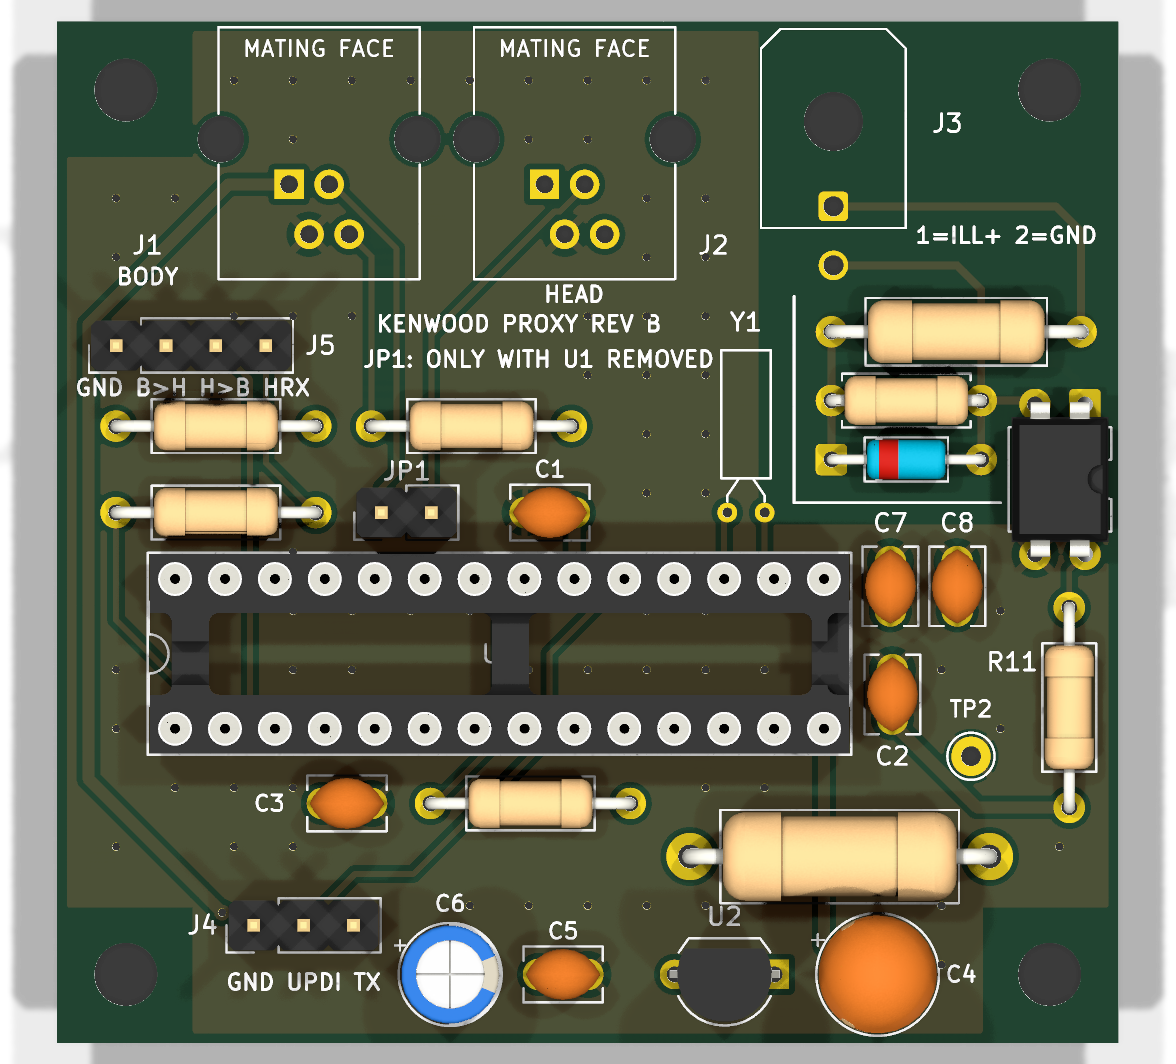 MATING FACE
MATING FACE
J3
J1
BODY
J2
1=ILL+ 2=GND
HEAD
KENWOOD PROXY REV B
Y1
JP1: ONLY WITH U1 REMOVED
J5
GND B>H H>B HRX
JP1
C1
C7
C8
R11
TP2
C2
C3
C6
U2
J4
+
C5
+
C4
GND UPDI TX